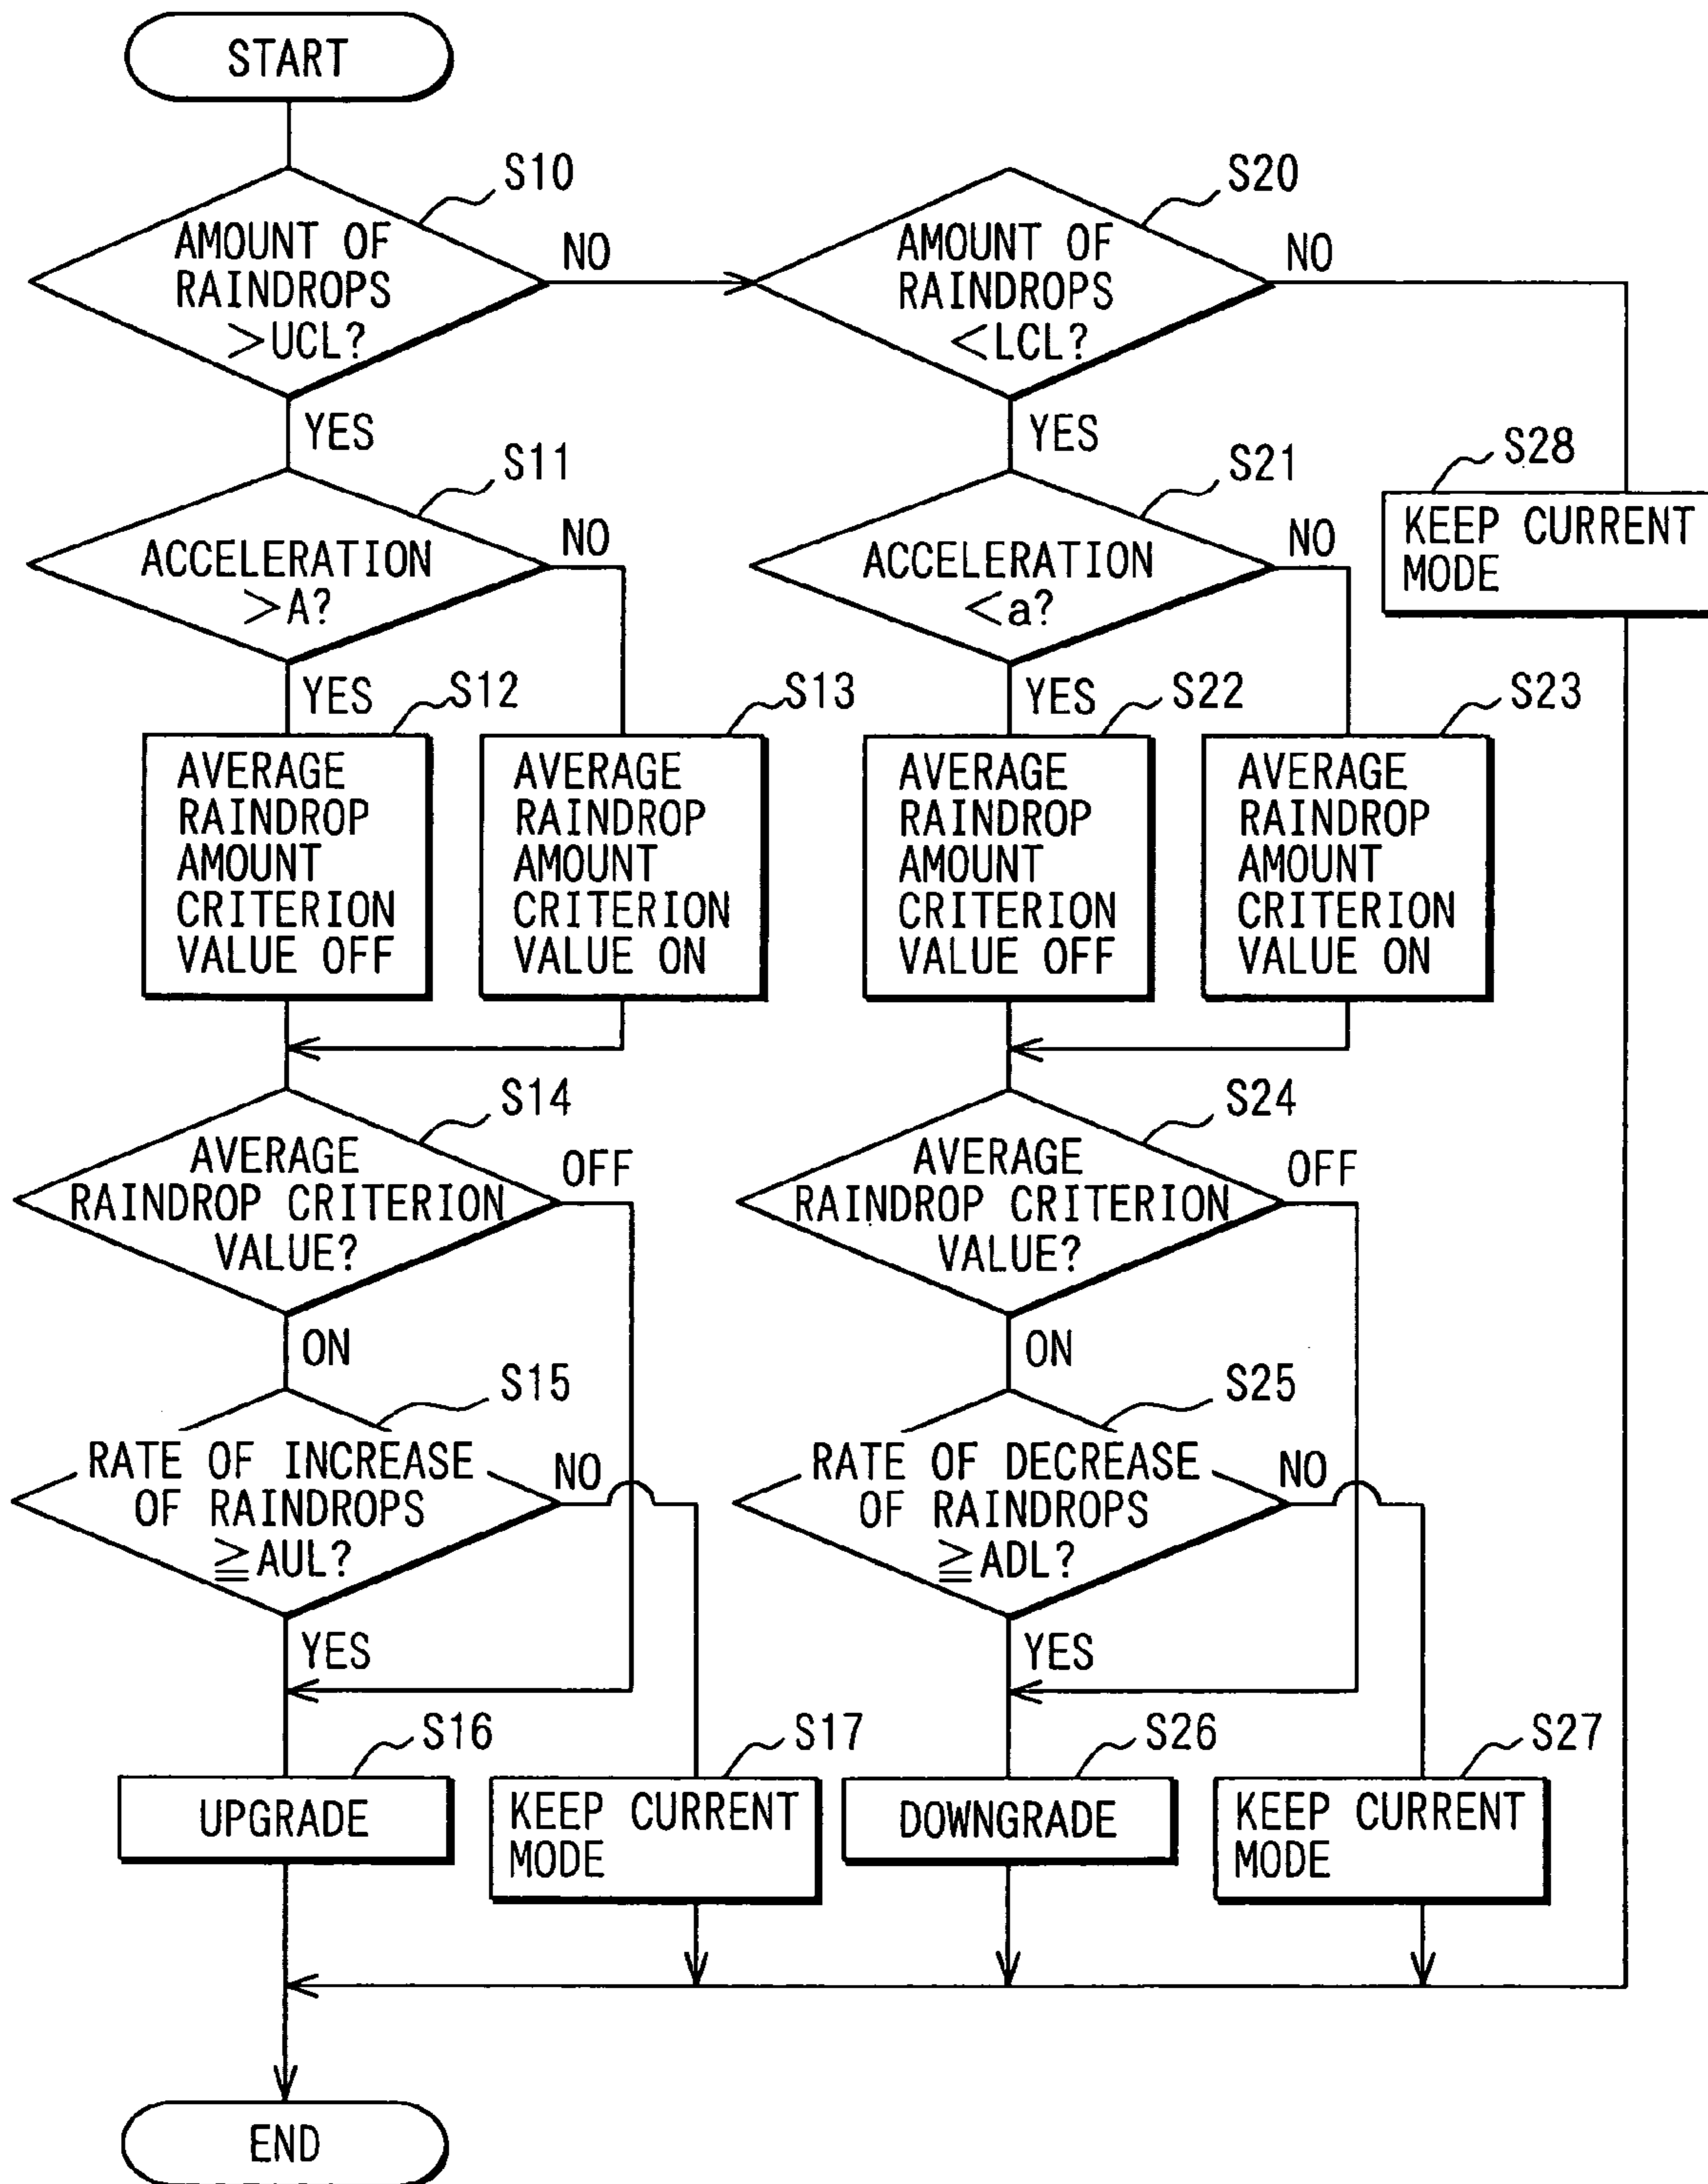 START
S10
AMOUNT OF
RAINDROPS
>UCL?
NO
YES
S20
AMOUNT OF
RAINDROPS
<LCL?
NO
YES
S28
KEEP CURRENT
MODE
S11
ACCELERATION
>A?
NO
YES
S21
ACCELERATION
<a?
NO
YES
S12
AVERAGE
RAINDROP
AMOUNT
CRITERION
VALUE OFF
S13
AVERAGE
RAINDROP
AMOUNT
CRITERION
VALUE ON
S22
AVERAGE
RAINDROP
AMOUNT
CRITERION
VALUE OFF
S23
AVERAGE
RAINDROP
AMOUNT
CRITERION
VALUE ON
S14
AVERAGE
RAINDROP CRITERION
VALUE?
OFF
ON
S24
AVERAGE
RAINDROP CRITERION
VALUE?
OFF
ON
S15
RATE OF INCREASE
OF RAINDROPS
≧AUL?
NO
YES
S25
RATE OF DECREASE
OF RAINDROPS
≧ADL?
NO
YES
S16
UPGRADE
S17
KEEP CURRENT
MODE
S26
DOWNGRADE
S27
KEEP CURRENT
MODE
END